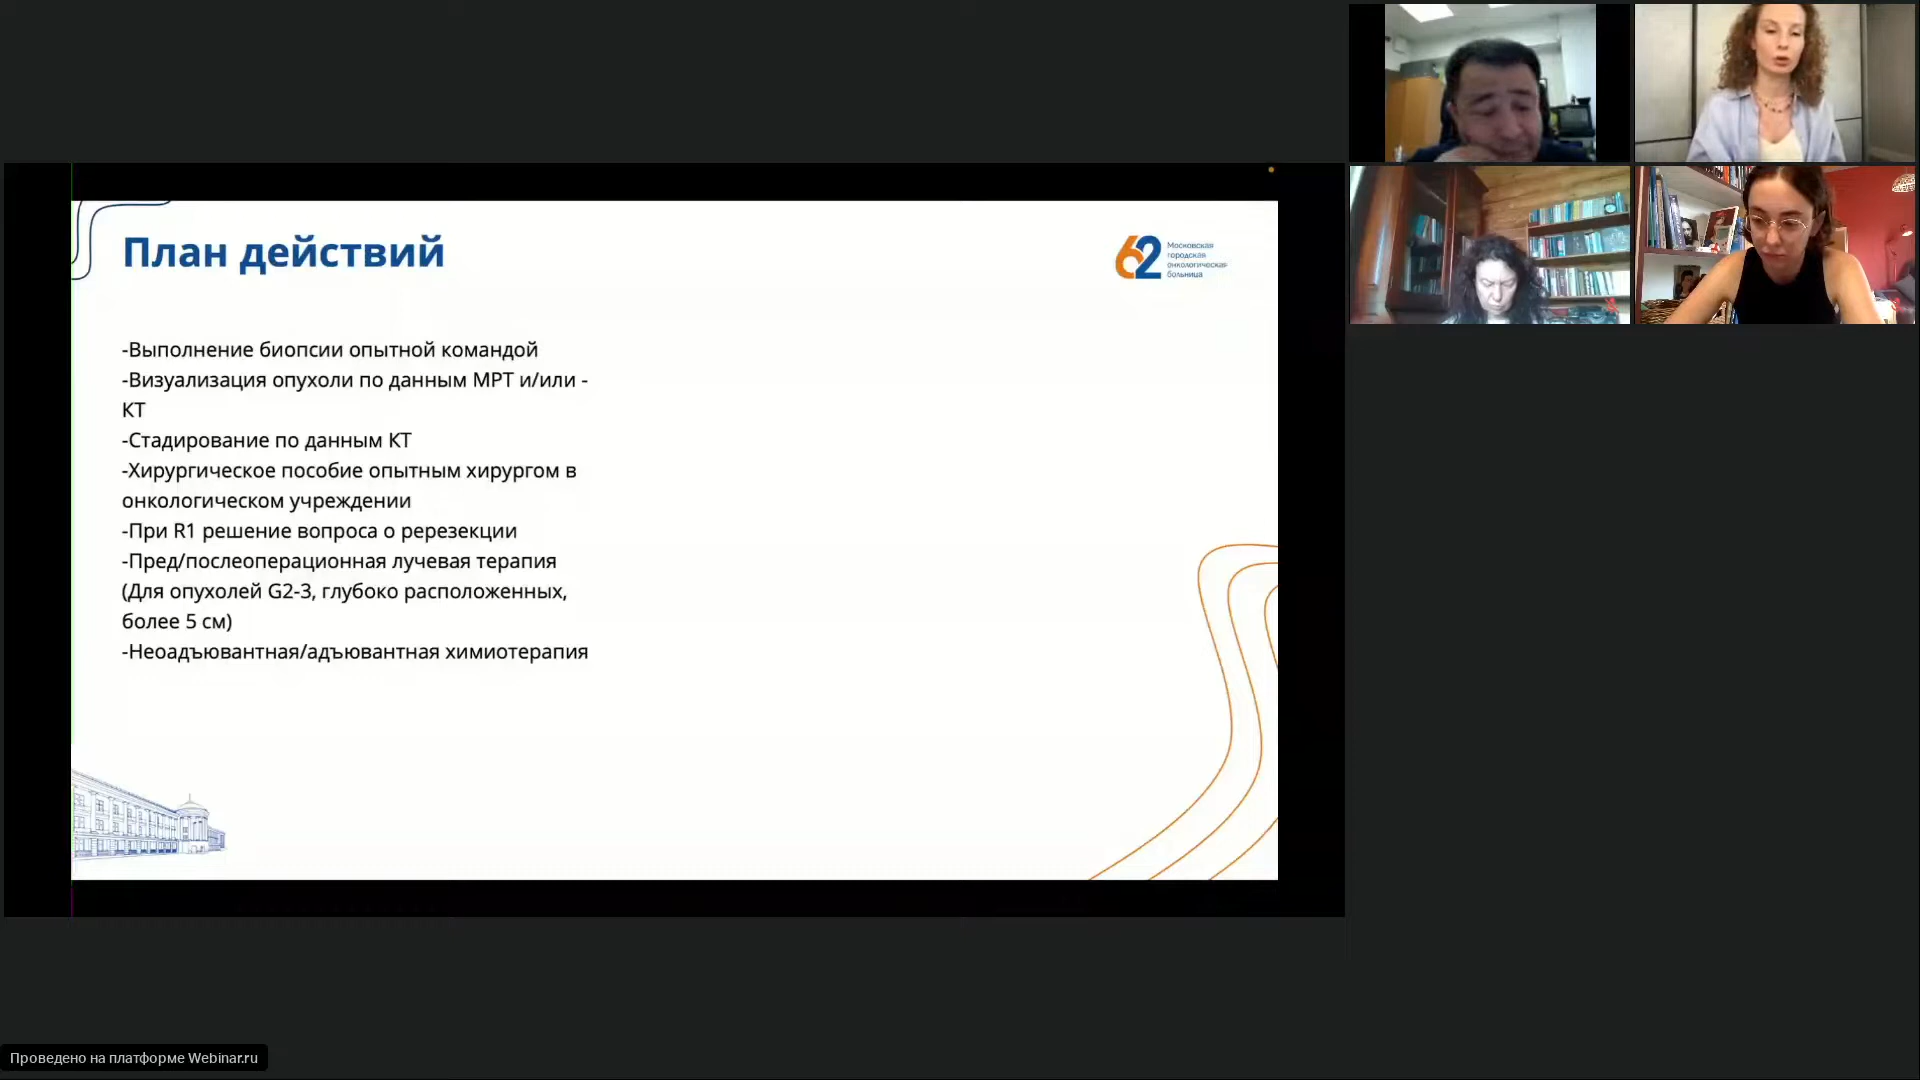 План действий
62 Московская
городская
онкологическая
больница
-Выполнение биопсии опытной командой
-Визуализация опухоли по данным МРТ и/или -
КТ
-Стадирование по данным КТ
-Хирургическое пособие опытным хирургом в
онкологическом учреждении
-При R1 решение вопроса о ререзекции
-Пред/послеоперационная лучевая терапия
(Для опухолей G2-3, глубоко расположенных,
более 5 см)
-Неоадъювантная/адъювантная химиотерапия
Проведено на платформе Webinar.ru